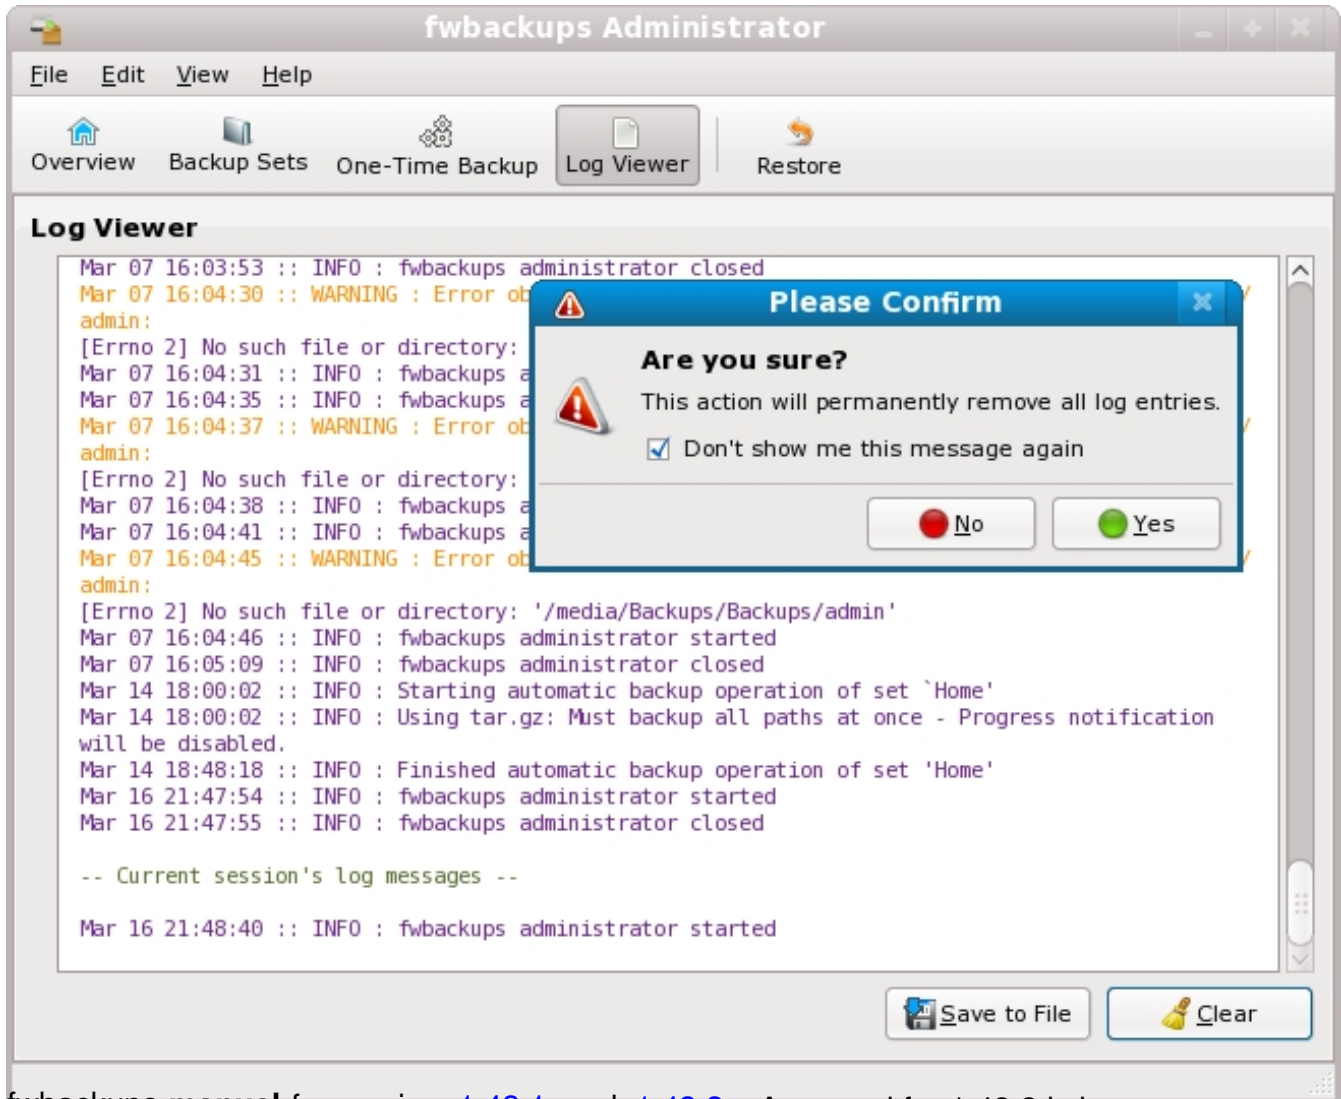 fwbackups Administrator
File Edit View Help
Overview Backup Sets One-Time Backup Log Viewer Restore
Log Viewer
Mar 07 16:03:53 :: INFO : fwbackups administrator closed
Mar 07 16:04:30 :: WARNING : Error ob
admin:
[Errno 2] No such file or directory:
Mar 07 16:04:31 :: INFO : fwbackups a
Mar 07 16:04:35 :: INFO : fwbackups a
Mar 07 16:04:37 :: WARNING : Error ob
admin:
[Errno 2] No such file or directory:
Mar 07 16:04:38 :: INFO : fwbackups a
Mar 07 16:04:41 :: INFO : fwbackups a
Mar 07 16:04:45 :: WARNING : Error ob
admin:
[Errno 2] No such file or directory: '/media/Backups/Backups/admin'
Mar 07 16:04:46 :: INFO : fwbackups administrator started
Mar 07 16:05:09 :: INFO : fwbackups administrator closed
Mar 14 18:00:02 :: INFO : Starting automatic backup operation of set `Home'
Mar 14 18:00:02 :: INFO : Using tar.gz: Must backup all paths at once - Progress notification
will be disabled.
Mar 14 18:48:18 :: INFO : Finished automatic backup operation of set 'Home'
Mar 16 21:47:54 :: INFO : fwbackups administrator started
Mar 16 21:47:55 :: INFO : fwbackups administrator closed
-- Current session's log messages --
Mar 16 21:48:40 :: INFO : fwbackups administrator started
Please Confirm
Are you sure?
This action will permanently remove all log entries.
Don't show me this message again
No Yes
Save to File Clear
fwbackups manual for